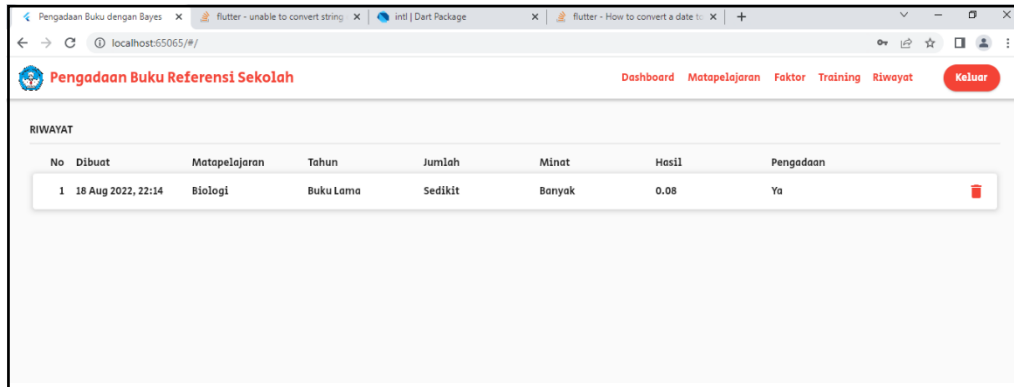 Pengadaan Buku dengan Bayes flutter - unable to convert string intl | Dart Package flutter - How to convert a date to
localhost:65065/#/
Pengadaan Buku Referensi Sekolah Dashboard Matapelajaran Faktor Training Riwayat Keluar
RIWAYAT
No Dibuat Matapelajaran Tahun Jumlah Minat Hasil Pengadaan
1 18 Aug 2022, 22:14 Biologi Buku Lama Sedikit Banyak 0.08 Ya